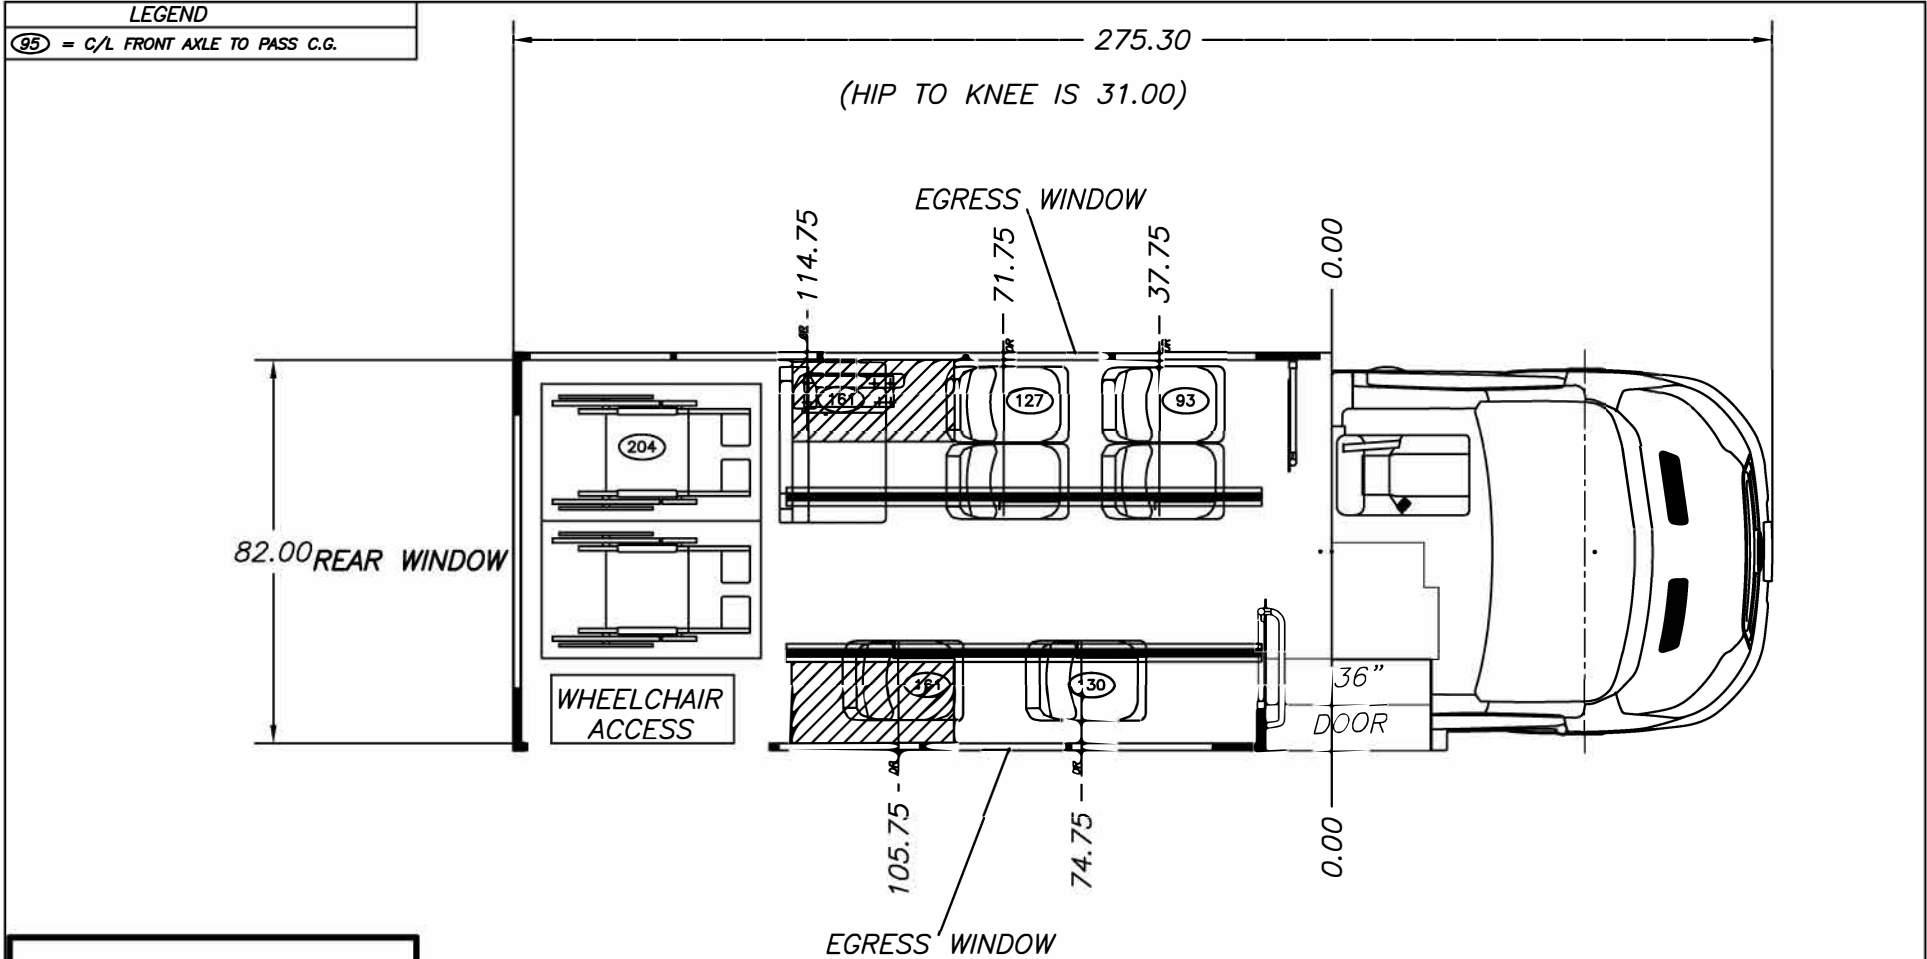 LEGEND
95 = C/L FRONT AXLE TO PASS C.G.
275.30
(HIP TO KNEE IS 31.00)
EGRESS WINDOW
114.75
71.75
37.75
0.00
161
127
93
204
82.00
REAR WINDOW
WHEELCHAIR
ACCESS
161
130
36"
DOOR
105.75
74.75
0.00
EGRESS WINDOW